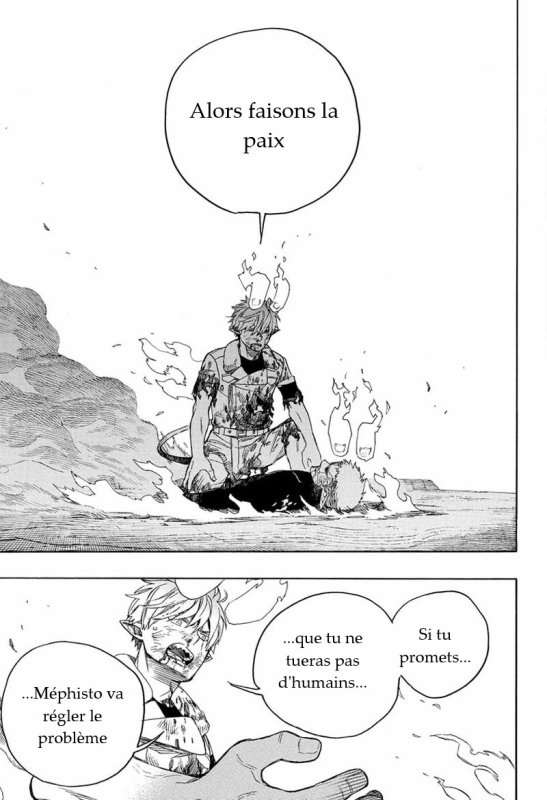 Alors faisons la
paix
Si tu
promets...
...que tu ne
tueras pas
d'humains...
...Méphisto va
régler le
problème